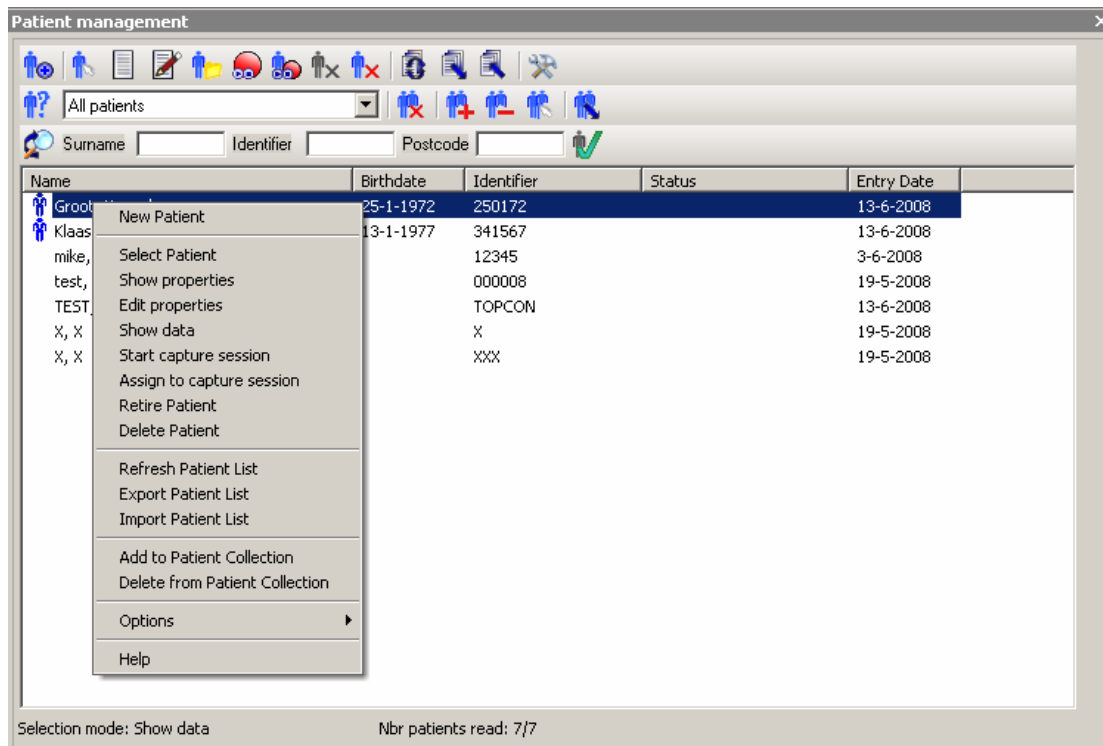 Patient management
All patients
Surname Identifier Postcode
Name Birthdate Identifier Status Entry Date
25-1-1972 250172 13-6-2008
Klaas 13-1-1977 341567 13-6-2008
mike, 12345 3-6-2008
test, 000008 19-5-2008
TEST_ TOPCON 13-6-2008
X, X X 19-5-2008
X, X XXX 19-5-2008
New Patient
Select Patient
Show properties
Edit properties
Show data
Start capture session
Assign to capture session
Retire Patient
Delete Patient
Refresh Patient List
Export Patient List
Import Patient List
Add to Patient Collection
Delete from Patient Collection
Options
Help
Selection mode: Show data Nbr patients read: 7/7